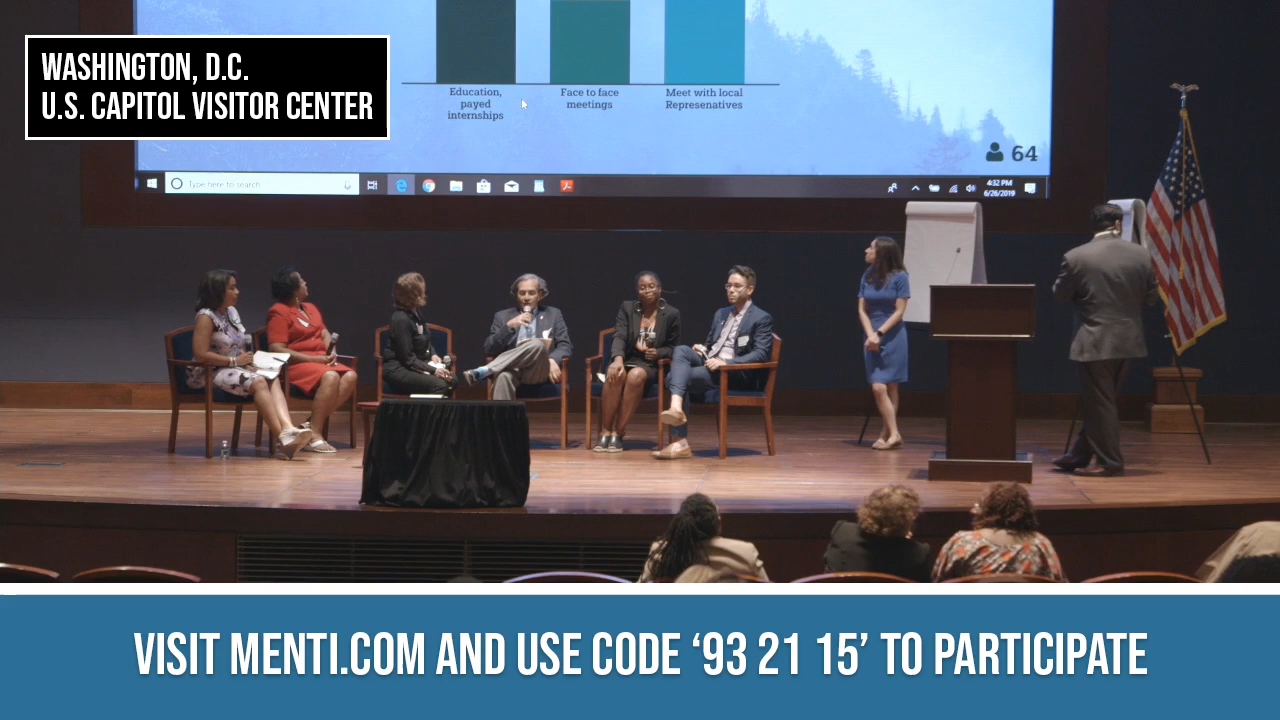 WASHINGTON, D.C.
U.S. CAPITOL VISITOR CENTER
Education,
payed
internships
Face to face
meetings
Meet with local
Represenatives
64
Type here to search
4:32 PM
6/26/2019
VISIT MENTI.COM AND USE CODE ‘93 21 15’ TO PARTICIPATE